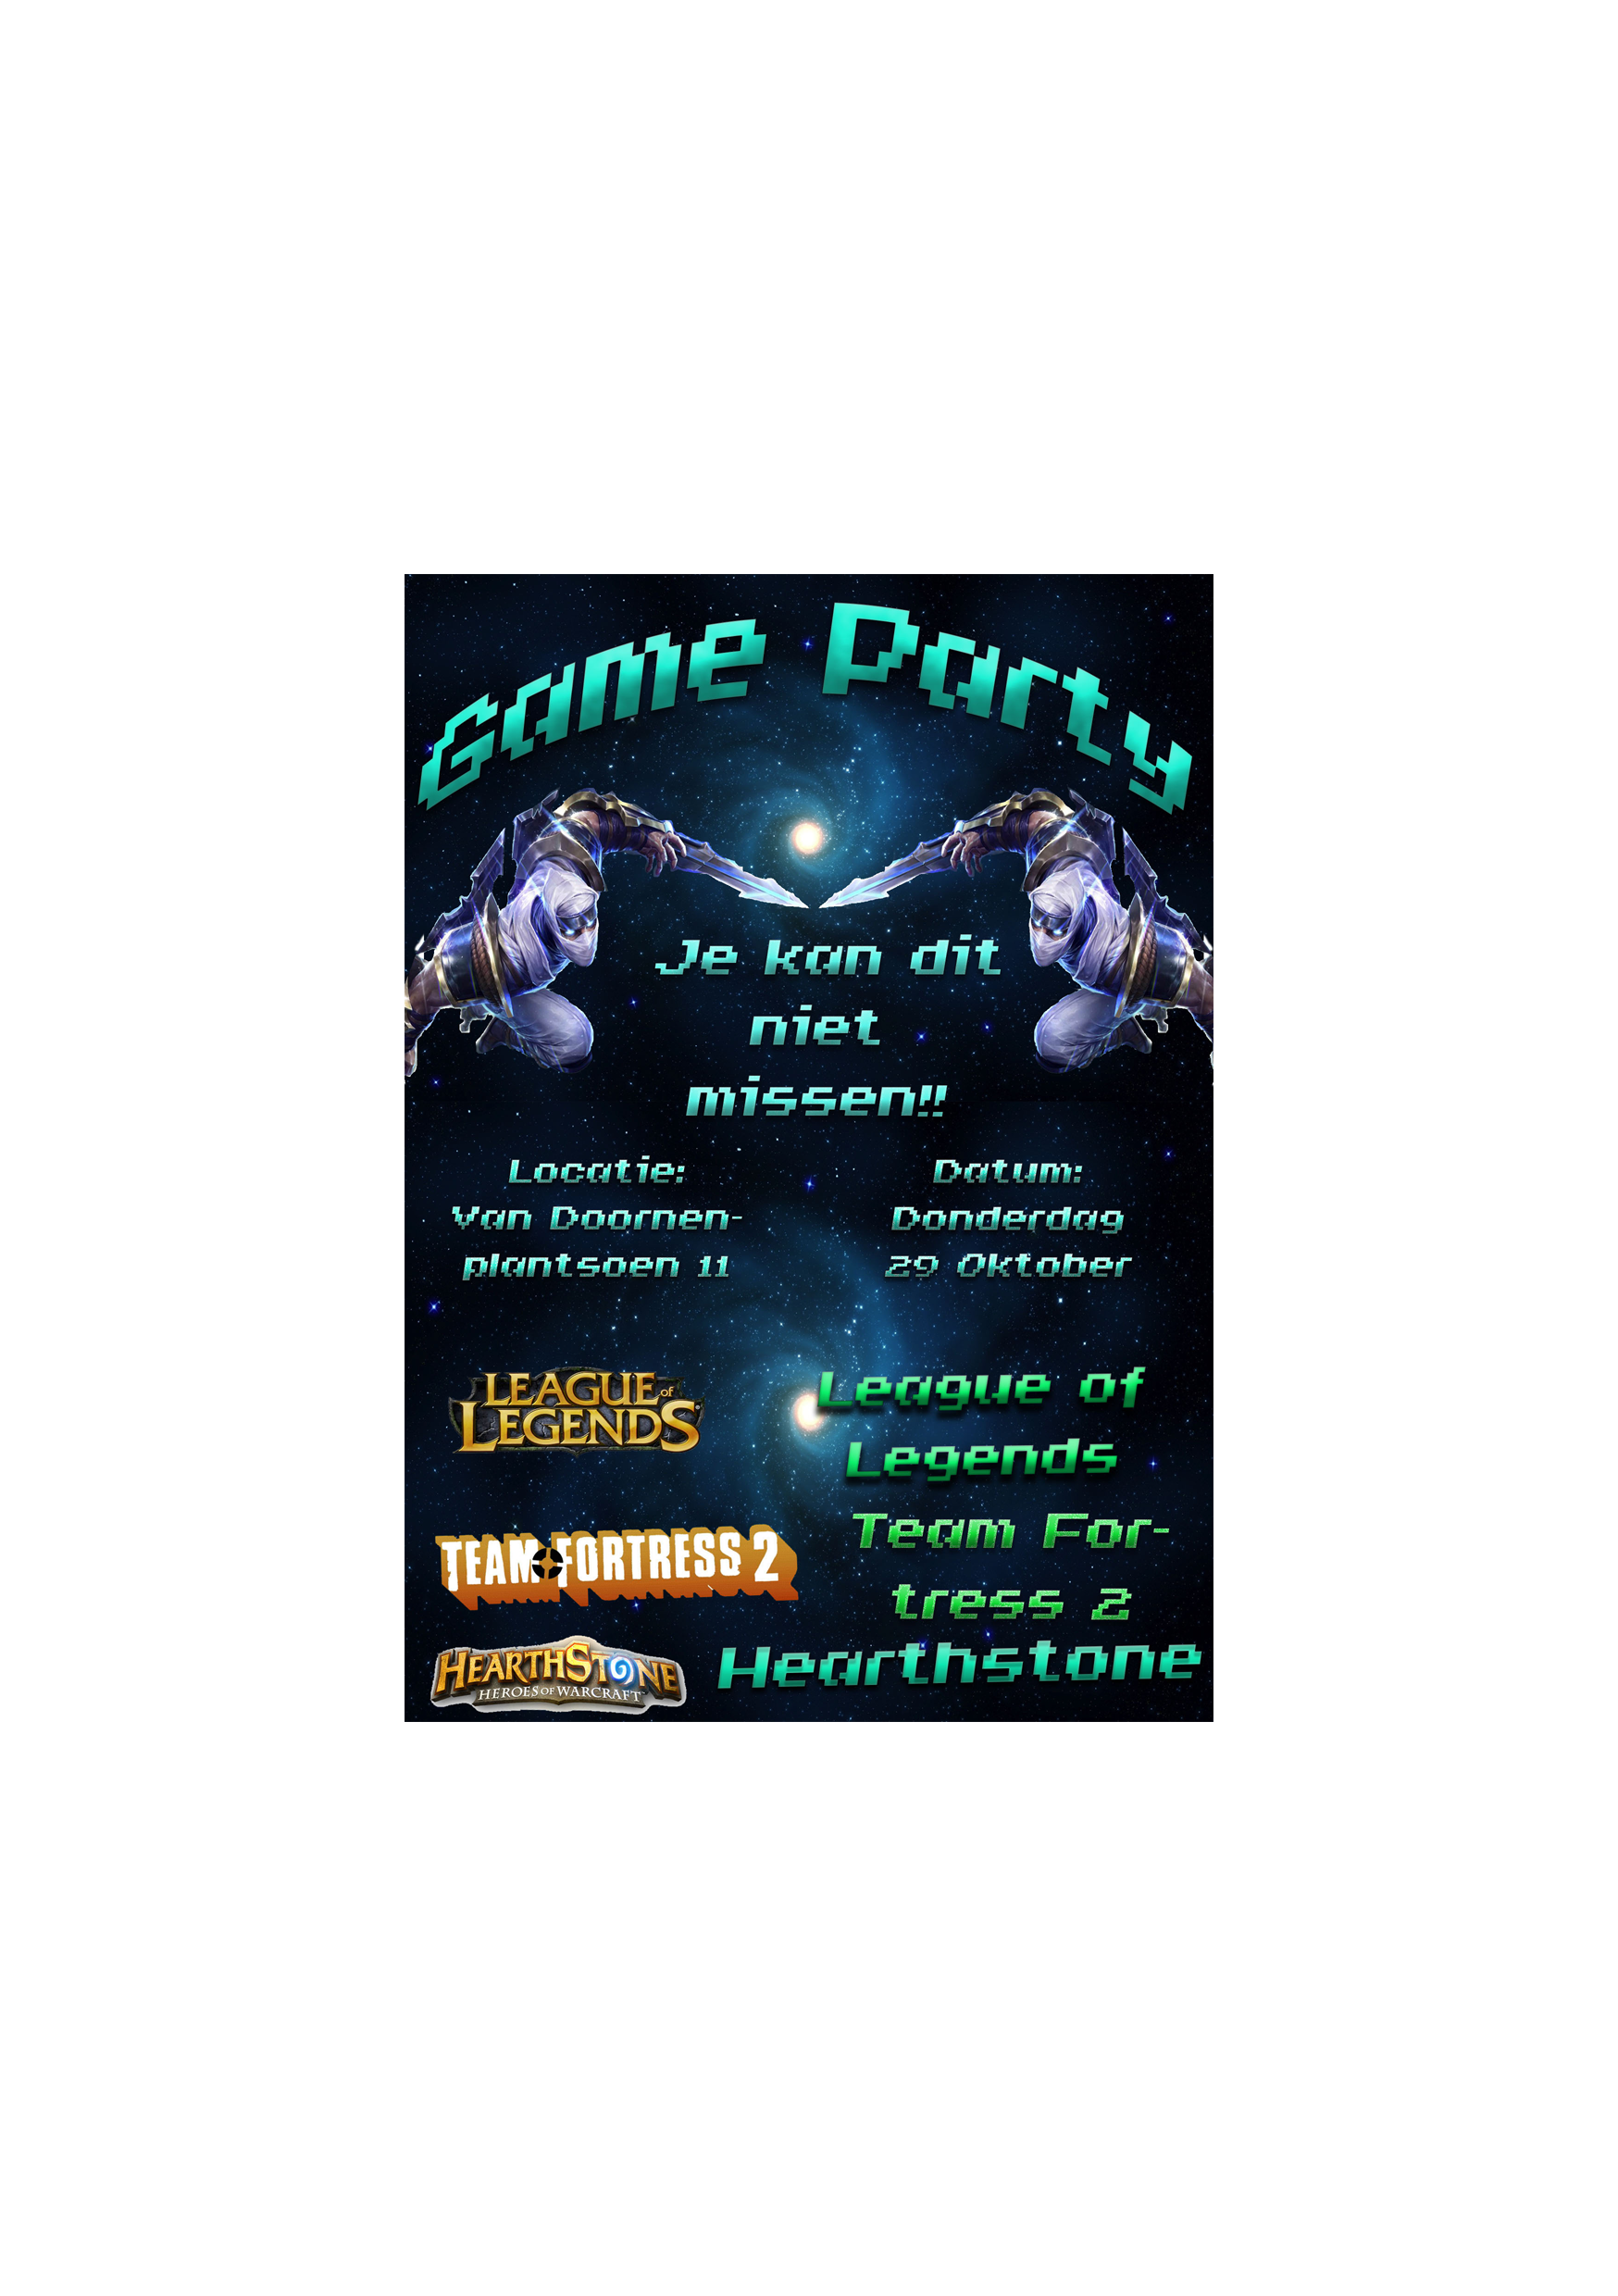 Game Party
Je kan dit
niet
missen!!
Locatie:
Van Doornen-
plantsoen 11
Datum:
Donderdag
29 Oktober
LEAGUE of
LEGENDS
League of
Legends
TEAM FORTRESS 2
Team For-
tress 2
HEARTHSTONE
HEROES OF WARCRAFT
Hearthstone